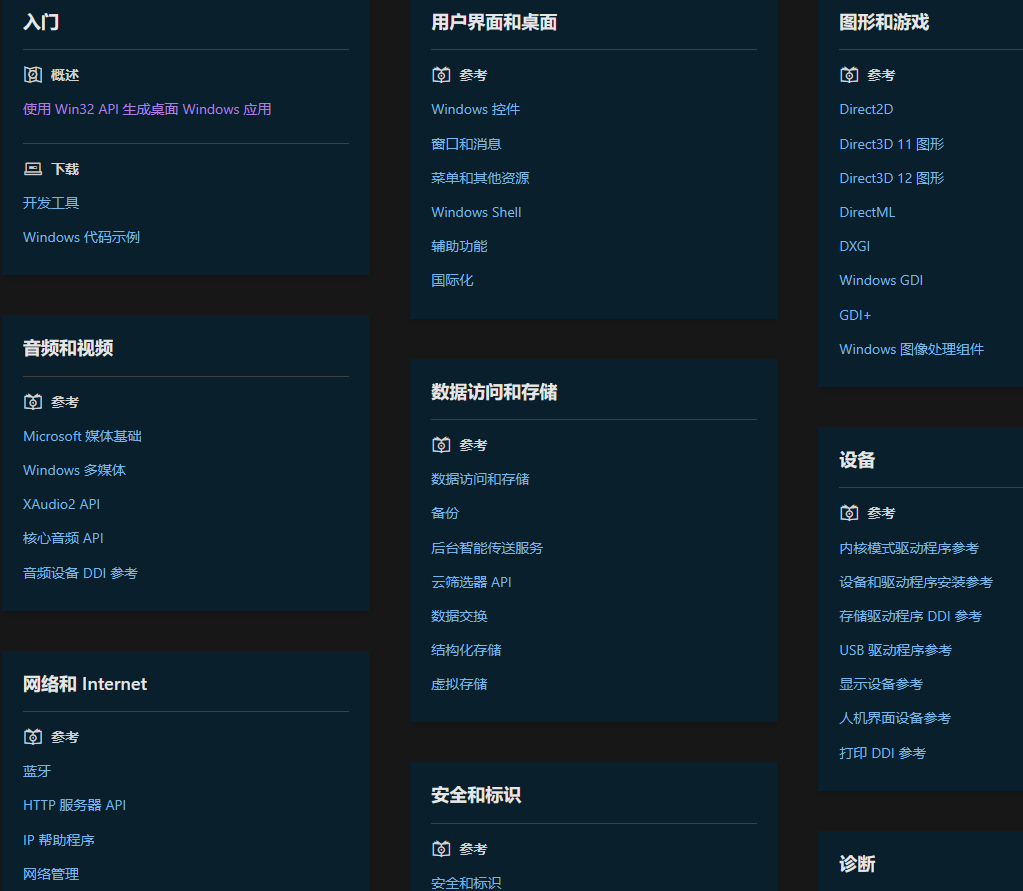 入门
概述
使用 Win32 API 生成桌面 Windows 应用
下载
开发工具
Windows 代码示例
音频和视频
参考
Microsoft 媒体基础
Windows 多媒体
XAudio2 API
核心音频 API
音频设备 DDI 参考
网络和 Internet
参考
蓝牙
HTTP 服务器 API
IP 帮助程序
网络管理
用户界面和桌面
参考
Windows 控件
窗口和消息
菜单和其他资源
Windows Shell
辅助功能
国际化
数据访问和存储
参考
数据访问和存储
备份
后台智能传送服务
云筛选器 API
数据交换
结构化存储
虚拟存储
安全和标识
参考
安全和标识
图形和游戏
参考
Direct2D
Direct3D 11 图形
Direct3D 12 图形
DirectML
DXGI
Windows GDI
GDI+
Windows 图像处理组件
设备
参考
内核模式驱动程序参考
设备和驱动程序安装参考
存储驱动程序 DDI 参考
USB 驱动程序参考
显示设备参考
人机界面设备参考
打印 DDI 参考
诊断